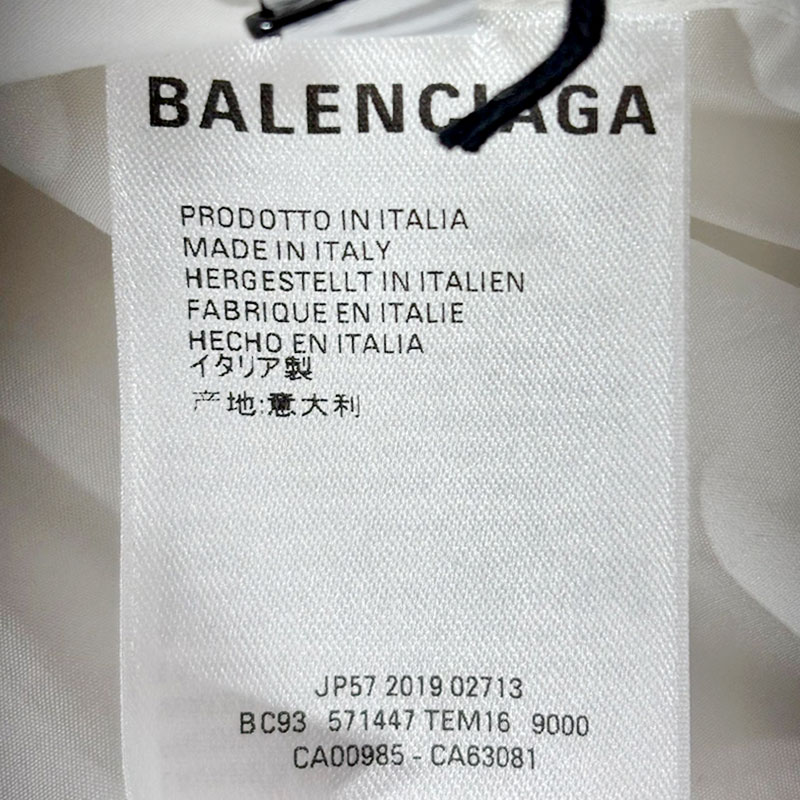 BALENCIAGA
PRODOTTO IN ITALIA
MADE IN ITALY
HERGESTELLT IN ITALIEN
FABRIQUE EN ITALIE
HECHO EN ITALIA
イタリア製
产地:意大利
JP57 2019 02713
BC93 571447 TEM16 9000
CA00985 - CA63081